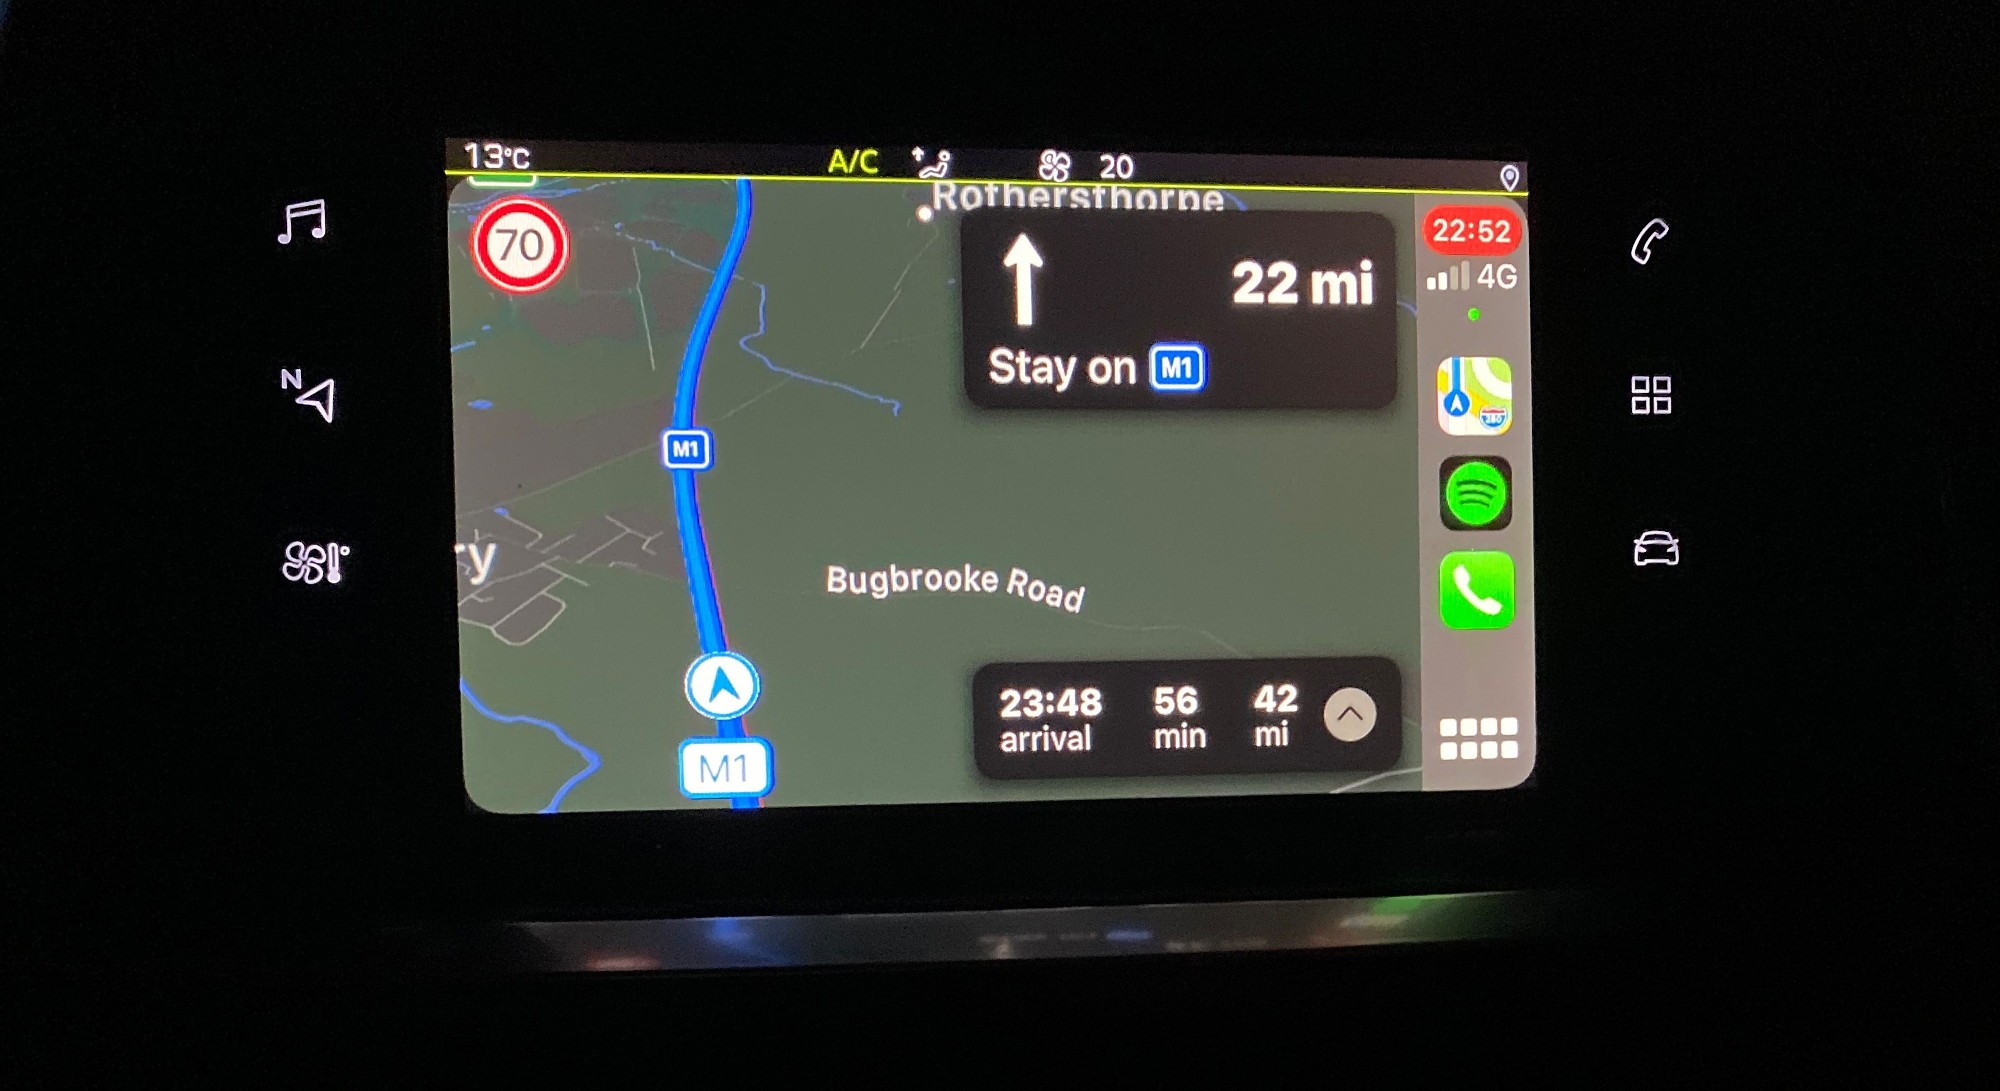 13°C
A/C
20
Rothersthorpe
70
22 mi
Stay on M1
22:52
4G
N
M1
280
Bugbrooke Road
23:48 56 42
arrival min mi
M1